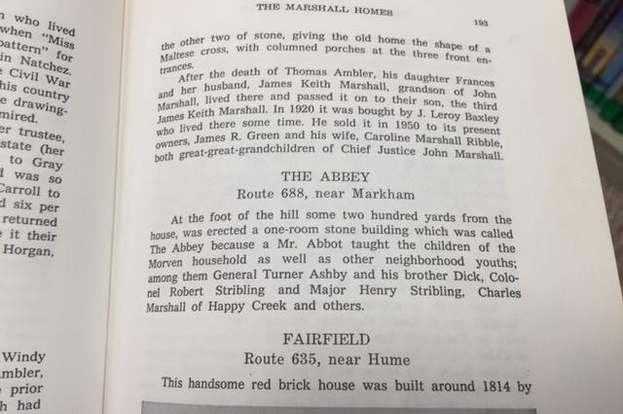 n who lived
when "Miss
pattern" for
in Natchez.
Civil War
his country
e drawing-
mired.
er trustee,
state (her
to Gray
was so
Carroll to
d six per
returned
it their
Horgan,
Windy
mbler,
prior
h had
THE MARSHALL HOMES
193
the other two of stone, giving the old home the shape of a
Maltese cross, with columned porches at the three front en-
trances.
After the death of Thomas Ambler, his daughter Frances
and her husband, James Keith Marshall, grandson of John
Marshall, lived there and passed it on to their son, the third
James Keith Marshall. In 1920 it was bought by J. Leroy Baxley
who lived there some time. He sold it in 1950 to its present
owners, James R. Green and his wife, Caroline Marshall Ribble,
both great-great-grandchildren of Chief Justice John Marshall.
THE ABBEY
Route 688, near Markham
At the foot of the hill some two hundred yards from the
house, was erected a one-room stone building which was called
The Abbey because a Mr. Abbot taught the children of the
Morven household as well as other neighborhood youths;
among them General Turner Ashby and his brother Dick, Colo-
nel Robert Stribling and Major Henry Stribling, Charles
Marshall of Happy Creek and others.
FAIRFIELD
Route 635, near Hume
This handsome red brick house was built around 1814 by